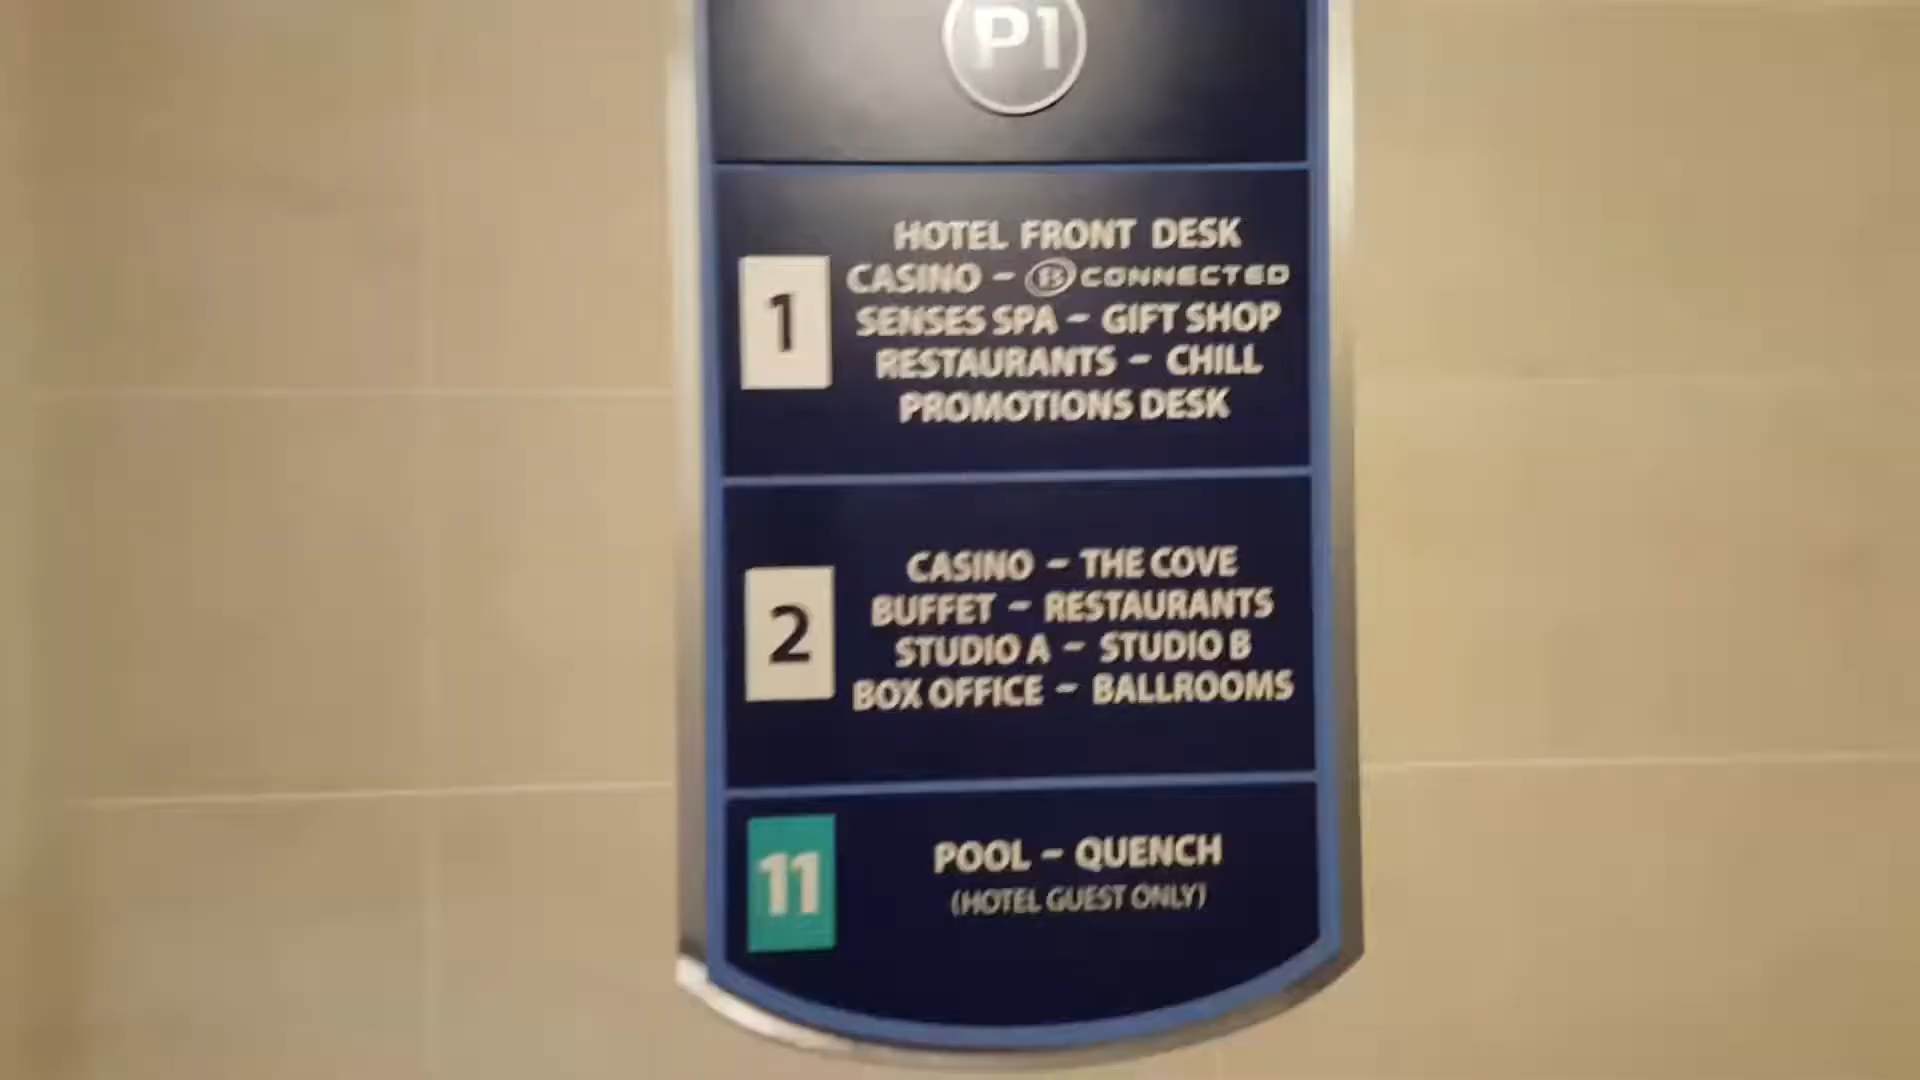 P1
1
HOTEL FRONT DESK
CASINO - B CONNECTED
SENSES SPA - GIFT SHOP
RESTAURANTS - CHILL
PROMOTIONS DESK
2
CASINO - THE COVE
BUFFET - RESTAURANTS
STUDIO A - STUDIO B
BOX OFFICE - BALLROOMS
11
POOL - QUENCH
(HOTEL GUEST ONLY)